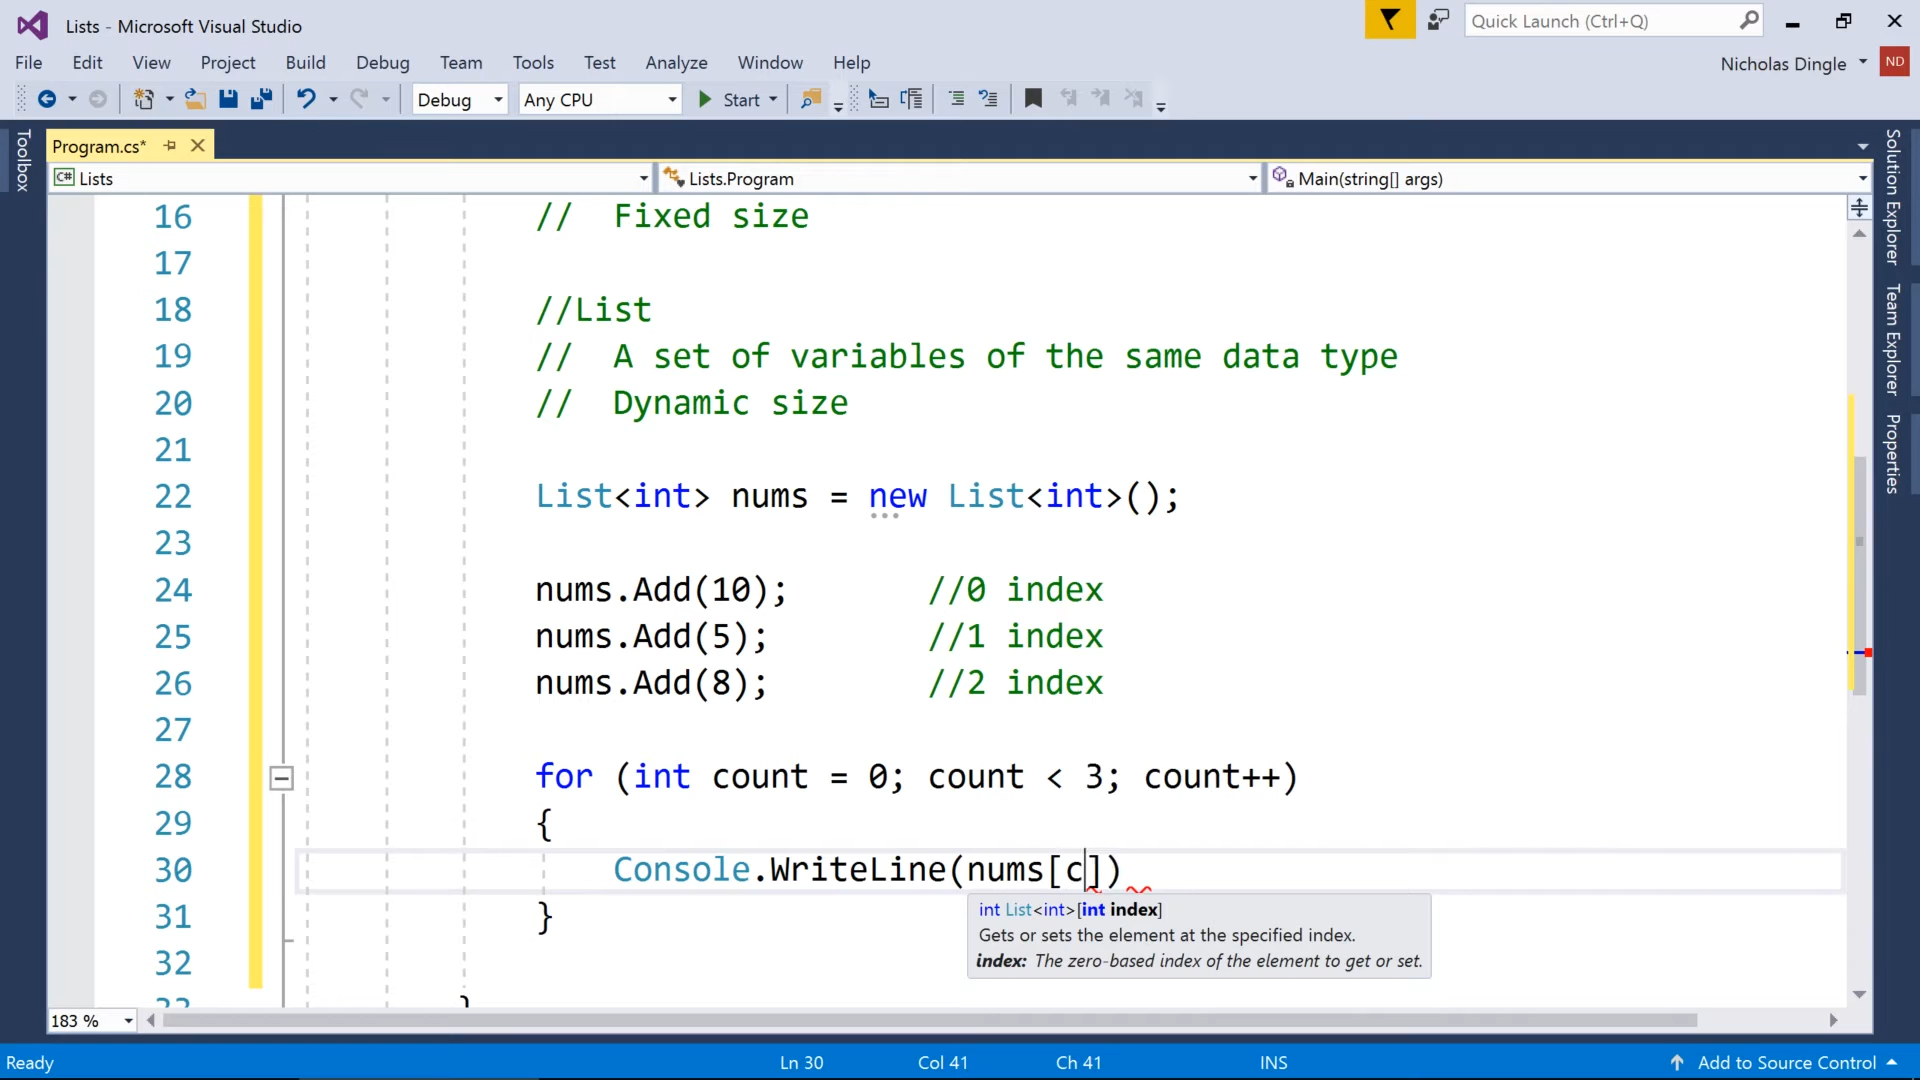 Lists - Microsoft Visual Studio
Quick Launch (Ctrl+Q)
File Edit View Project Build Debug Team Tools Test Analyze Window Help
Nicholas Dingle ND
Debug Any CPU Start
Toolbox
Program.cs*
C# Lists Lists.Program Main(string[] args)
Solution Explorer
Team Explorer
Properties
16 // Fixed size
17
18 //List
19 // A set of variables of the same data type
20 // Dynamic size
21
22 List<int> nums = new List<int>();
23
24 nums.Add(10); //0 index
25 nums.Add(5); //1 index
26 nums.Add(8); //2 index
27
28 for (int count = 0; count < 3; count++)
29 {
30 Console.WriteLine(nums[c])
31 }
int List<int>[int index]
Gets or sets the element at the specified index.
index: The zero-based index of the element to get or set.
32
33 }
183 %
Ready Ln 30 Col 41 Ch 41 INS Add to Source Control